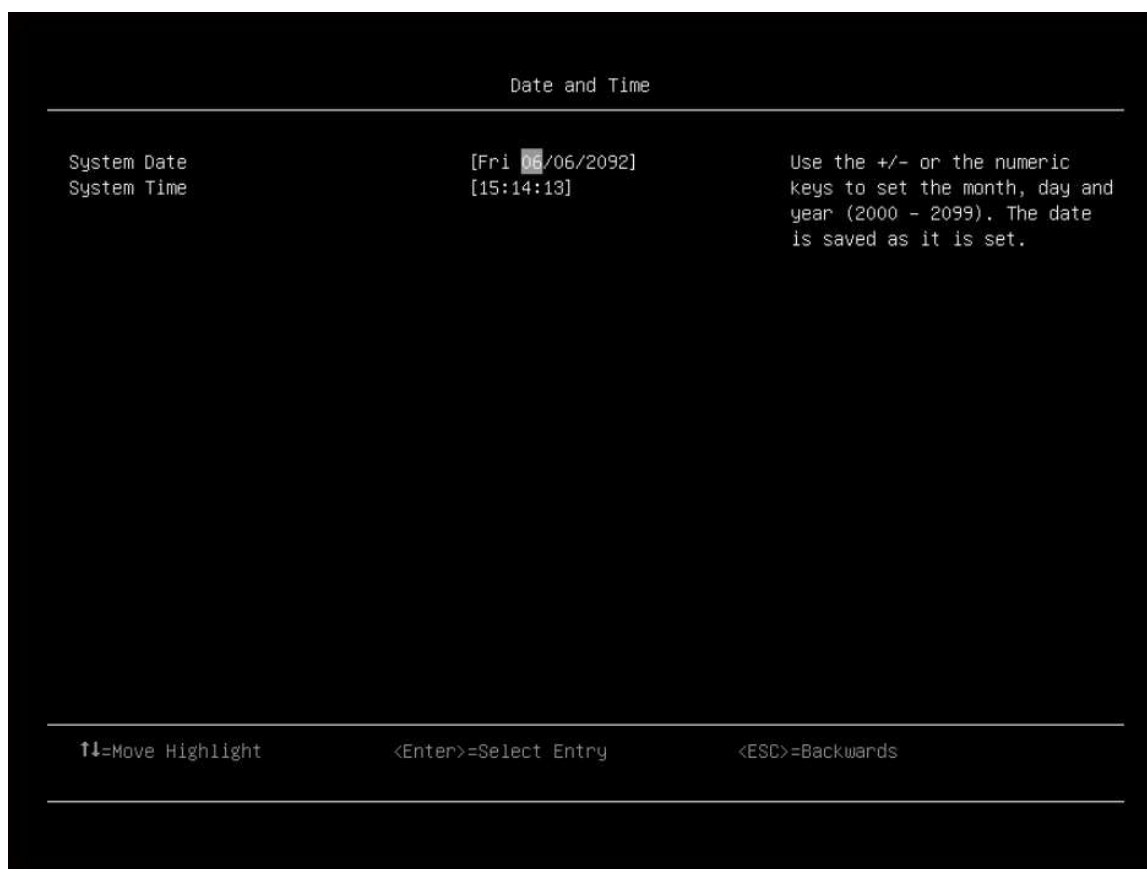 Date and Time
System Date [Fri 06/06/2092]
System Time [15:14:13]
Use the +/- or the numeric
keys to set the month, day and
year (2000 - 2099). The date
is saved as it is set.
↑↓=Move Highlight <Enter>=Select Entry <ESC>=Backwards